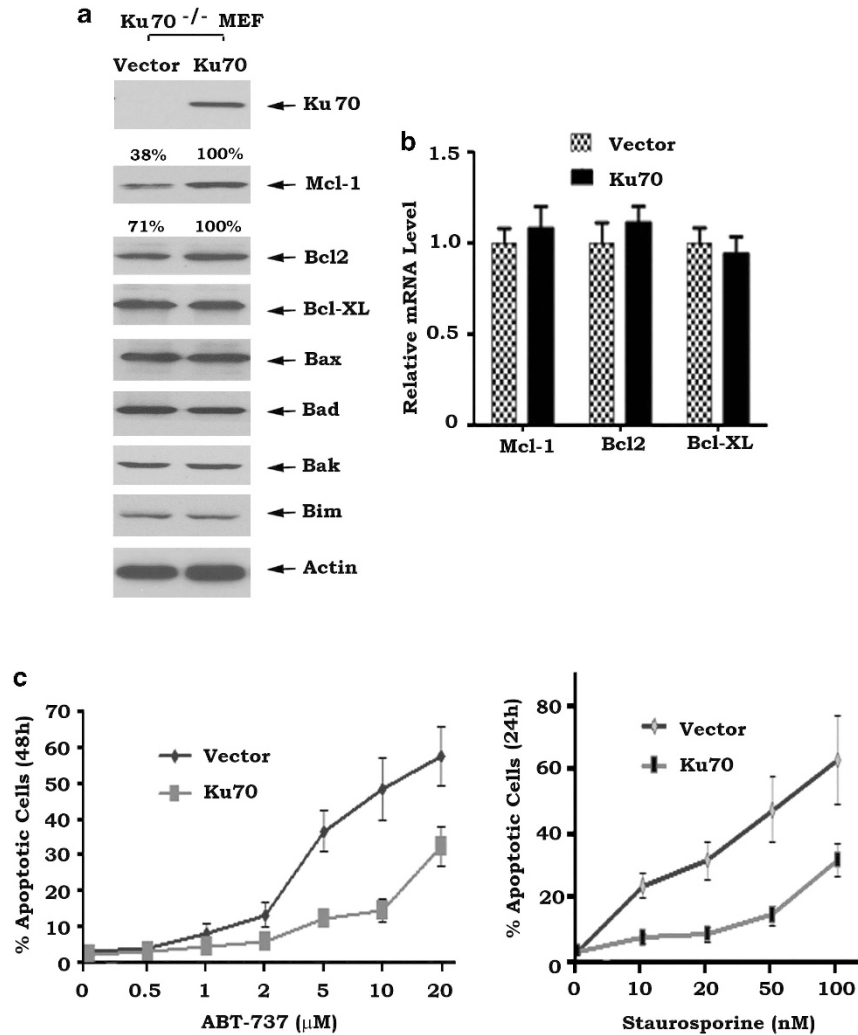 a
Ku70 -/- MEF
Vector Ku70
Ku70
38% 100%
Mcl-1
71% 100%
Bcl2
Bcl-XL
Bax
Bad
Bak
Bim
Actin
b
Vector
Ku70
Relative mRNA Level
1.5
1.0
0.5
0
Mcl-1 Bcl2 Bcl-XL
c
% Apoptotic Cells (48h)
70
60
50
40
30
20
10
0
Vector
Ku70
0 0.5 1 2 5 10 20
ABT-737 (μM)
% Apoptotic Cells (24h)
80
60
40
20
0
Vector
Ku70
0 10 20 50 100
Staurosporine (nM)